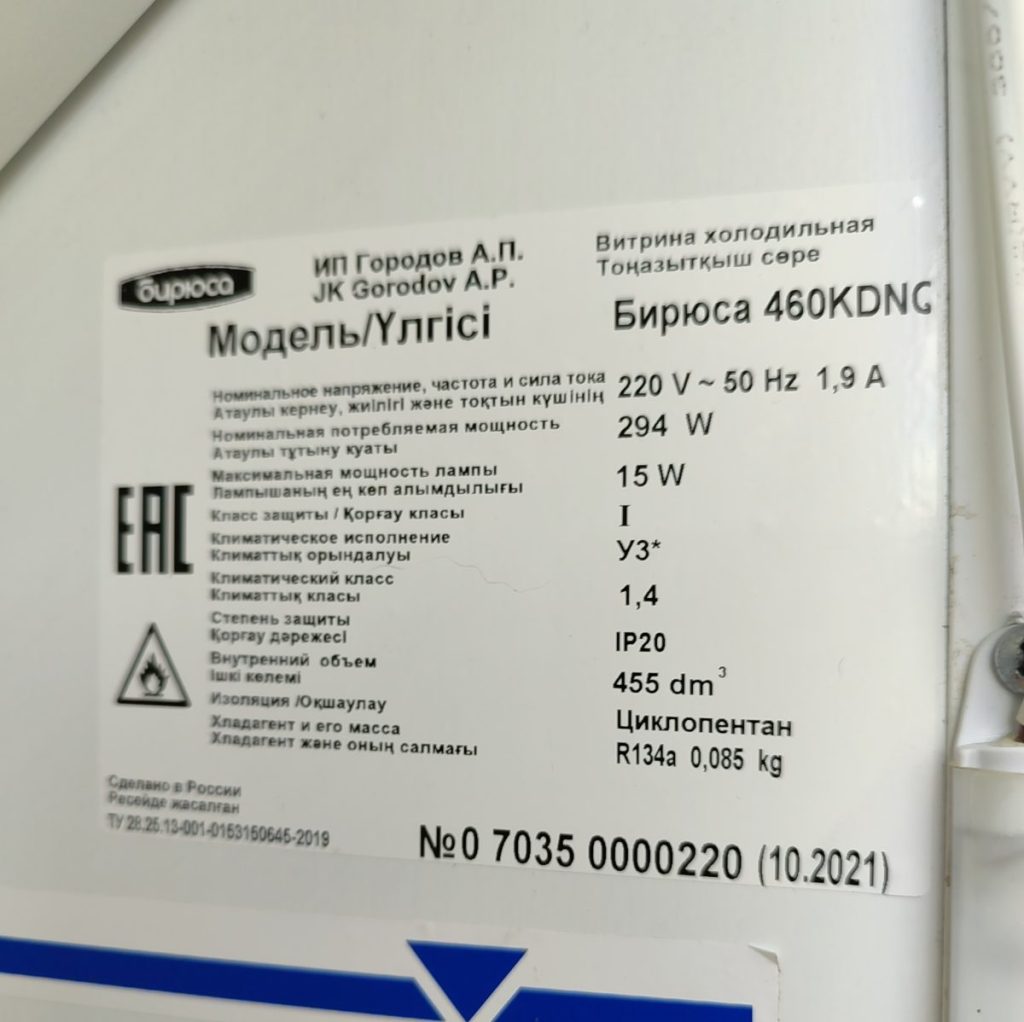 бирюса
ИП Городов А.П.
JK Gorodov A.P.
Витрина холодильная
Тоңазытқыш сөре
Модель/Үлгісі Бирюса 460KDNG
Номинальное напряжение, частота и сила тока 220 V ~ 50 Hz 1,9 A
Атаулы кернеу, жиілігі және тоқтын күшінің
Номинальная потребляемая мощность 294 W
Атаулы тұтыну қуаты
Максимальная мощность лампы 15 W
Лампышаның ең көп алымдылығы
Класс защиты / Қорғау класы I
Климатическое исполнение У3*
Климаттық орындалуы
Климатический класс 1,4
Климаттық класы
Степень защиты IP20
Қорғау дәрежесі
Внутренний объем 455 dm³
Ішкі көлемі
Изоляция /Оқшаулау Циклопентан
Хладагент и его масса R134a 0,085 kg
Хладагент және оның салмағы
EAC
Сделано в России
Ресейде жасалған
ТУ 28.25.13-001-0153150645-2019
№0 7035 0000220 (10.2021)